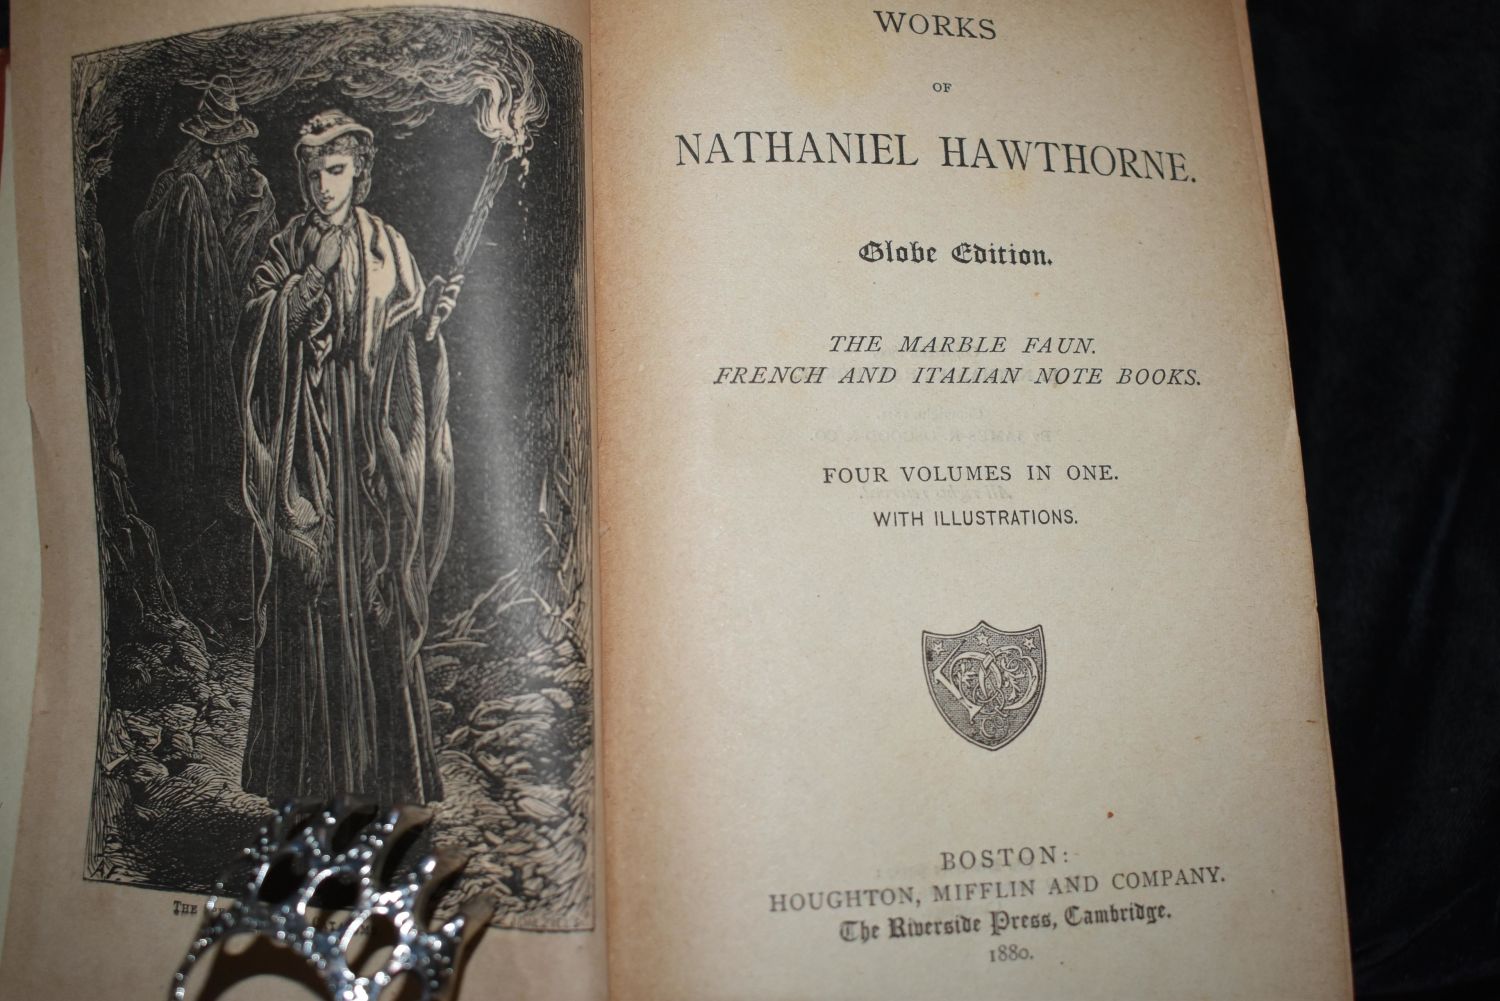 WORKS
OF
NATHANIEL HAWTHORNE.
Globe Edition.
THE MARBLE FAUN.
FRENCH AND ITALIAN NOTE BOOKS.
FOUR VOLUMES IN ONE.
WITH ILLUSTRATIONS.
BOSTON:
HOUGHTON, MIFFLIN AND COMPANY.
The Riverside Press, Cambridge.
1880.
THE